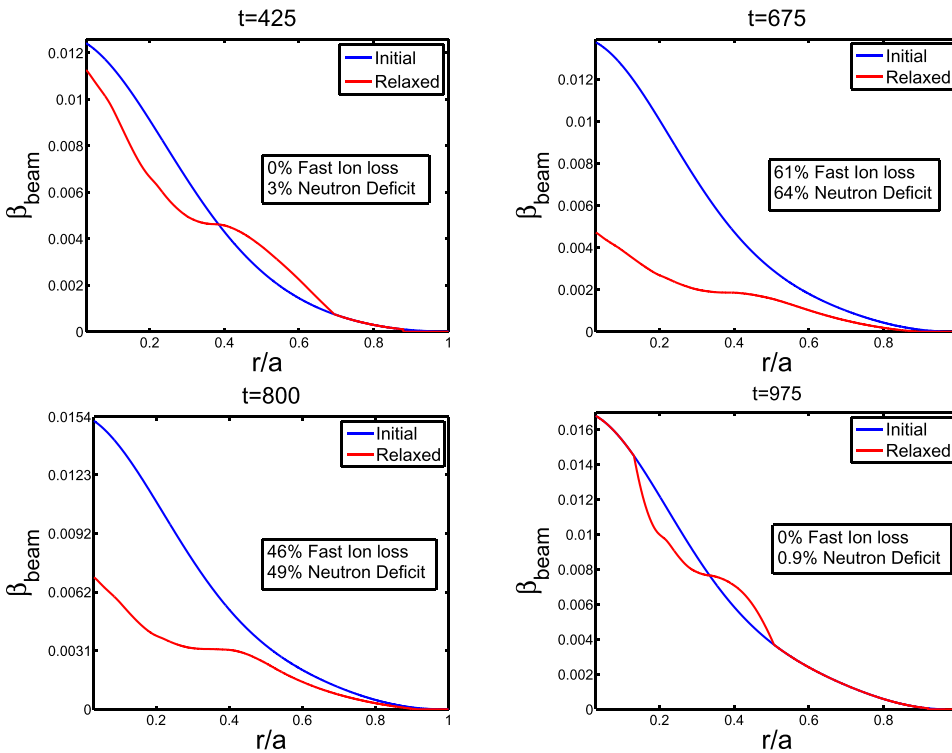 t=425
0.012
0.01
0.008
0.006
0.004
0.002
0
β_beam
Initial
Relaxed
0% Fast Ion loss
3% Neutron Deficit
0.2 0.4 0.6 0.8 1
r/a
t=675
0.012
0.01
0.008
0.006
0.004
0.002
0
β_beam
Initial
Relaxed
61% Fast Ion loss
64% Neutron Deficit
0.2 0.4 0.6 0.8
r/a
t=800
0.0154
0.0123
0.0092
0.0062
0.0031
0
β_beam
Initial
Relaxed
46% Fast Ion loss
49% Neutron Deficit
0.2 0.4 0.6 0.8 1
r/a
t=975
0.016
0.014
0.012
0.01
0.008
0.006
0.004
0.002
0
β_beam
Initial
Relaxed
0% Fast Ion loss
0.9% Neutron Deficit
0.2 0.4 0.6 0.8
r/a